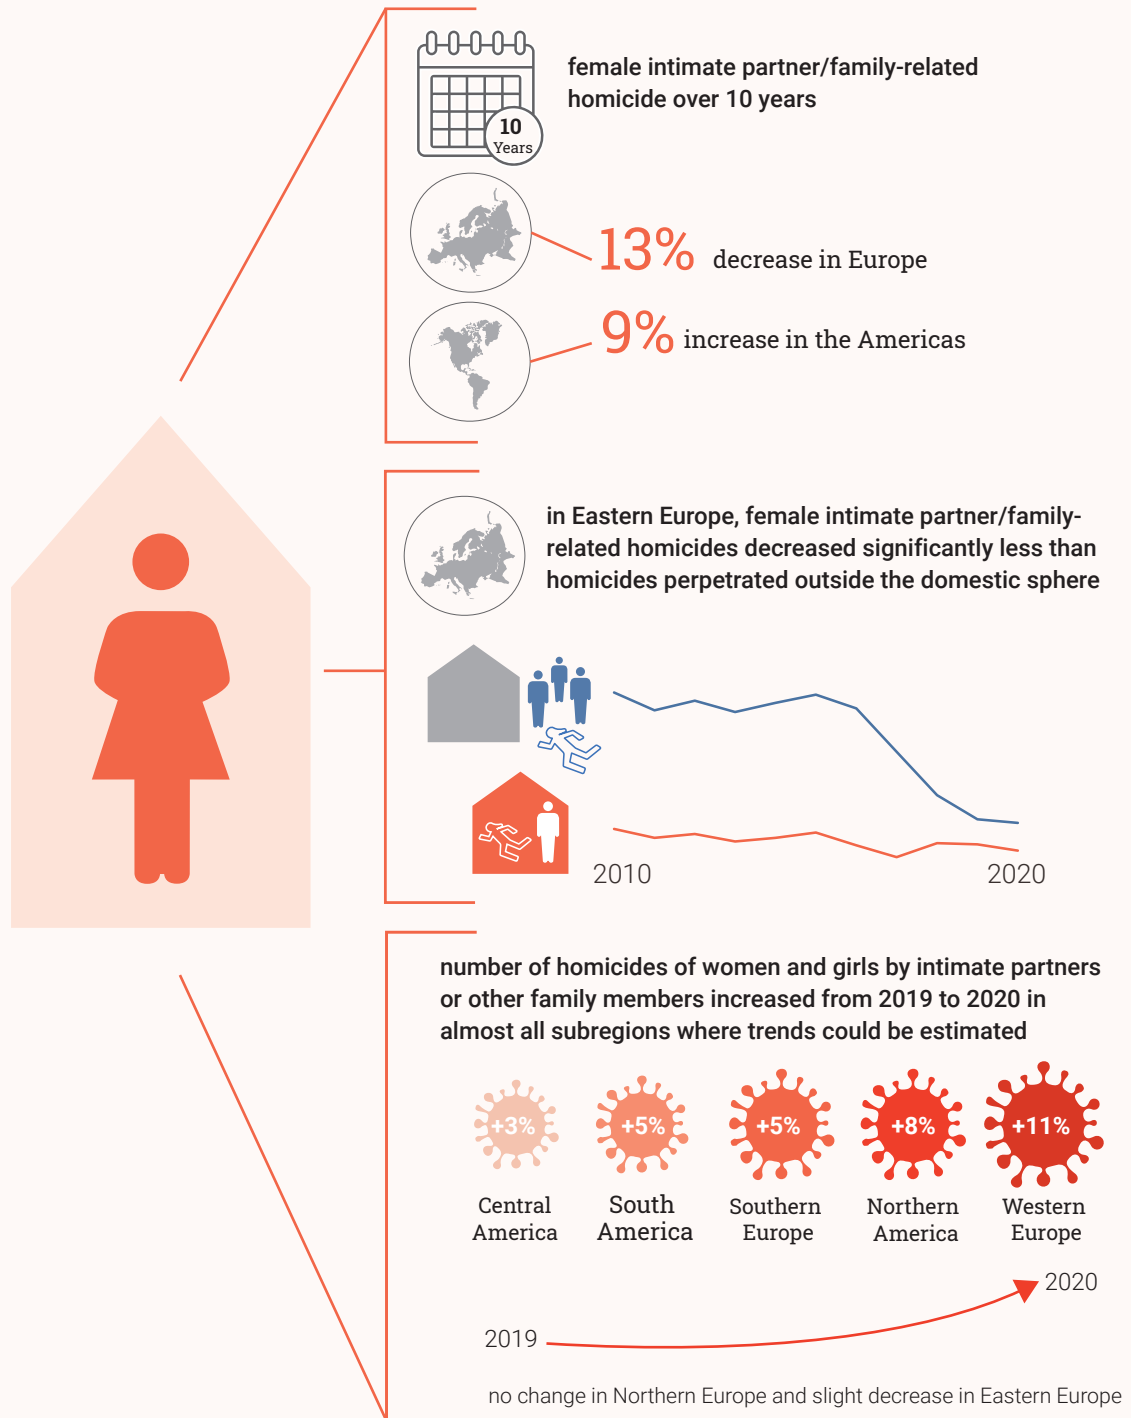 female intimate partner/family-related
homicide over 10 years
10
Years
13% decrease in Europe
9% increase in the Americas
in Eastern Europe, female intimate partner/family-
related homicides decreased significantly less than
homicides perpetrated outside the domestic sphere
2010
2020
number of homicides of women and girls by intimate partners
or other family members increased from 2019 to 2020 in
almost all subregions where trends could be estimated
+3%
+5%
+5%
+8%
+11%
Central
America
South
America
Southern
Europe
Northern
America
Western
Europe
2019
2020
no change in Northern Europe and slight decrease in Eastern Europe